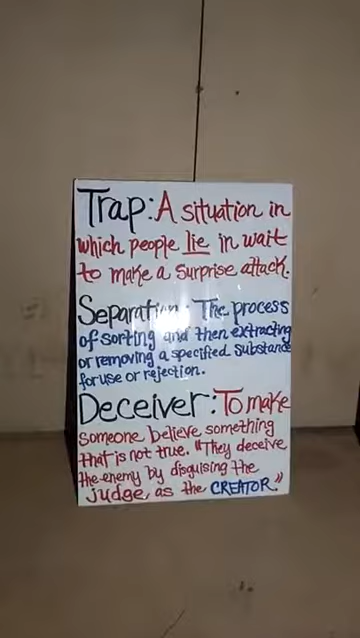 Trap: A situation in
which people lie in wait
to make a surprise attack.
Separation: The process
of sorting and then extracting
or removing a specified substance
for use or rejection.
Deceiver: To make
someone believe something
that is not true. "They deceive
the enemy by disguising the
judge, as the CREATOR."